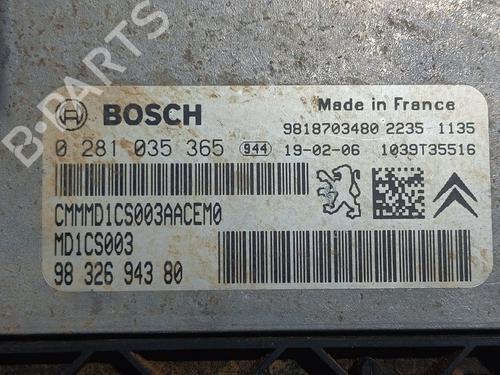 B-PARTS
BOSCH
Made in France
9818703480 2235 1135
0 281 035 365 944 19-02-06 1039T35516
CMMMD1CS003AACEM0
MD1CS003
98 326 943 80